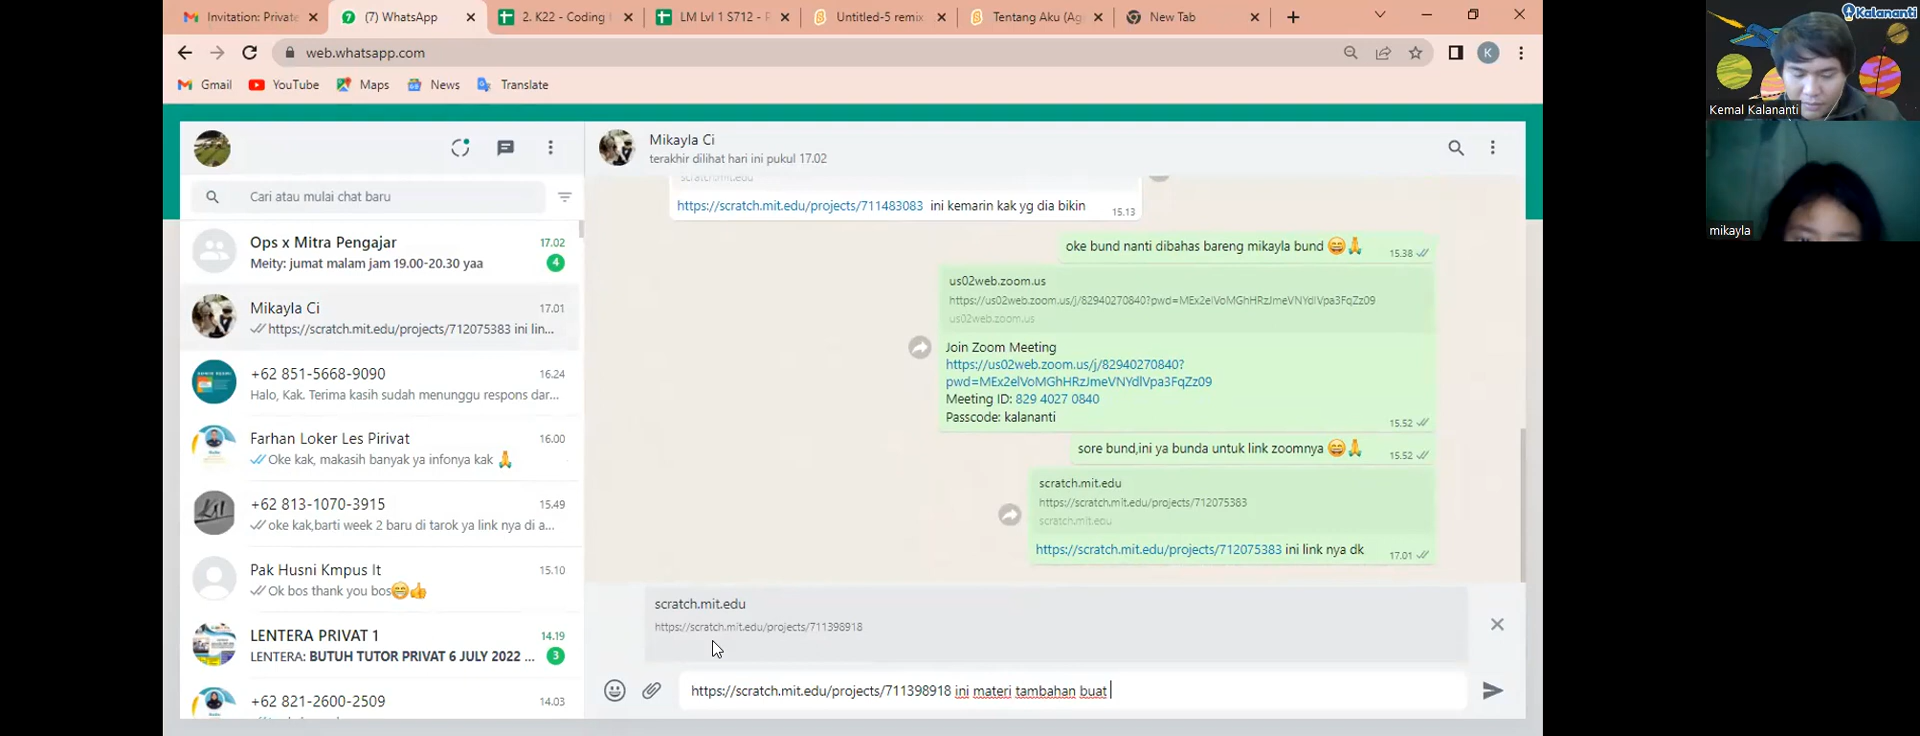 Invitation: Private
(7) WhatsApp
2. K22 - Coding
LM Lvl 1 S712 -
Untitled-5 remix
Tentang Aku (Ag
New Tab
web.whatsapp.com
K
Gmail
YouTube
Maps
News
Translate
Cari atau mulai chat baru
Ops x Mitra Pengajar 17.02
Meity: jumat malam jam 19.00-20.30 yaa 4
Mikayla Ci 17.01
https://scratch.mit.edu/projects/712075383 ini lin...
+62 851-5668-9090 16.24
Halo, Kak. Terima kasih sudah menunggu respons dar...
Farhan Loker Les Pirivat 16.00
Oke kak, makasih banyak ya infonya kak 🙏
+62 813-1070-3915 15.49
oke kak,barti week 2 baru di tarok ya link nya di a...
Pak Husni Kmpus It 15.10
Ok bos thank you bos😁👍
LENTERA PRIVAT 1 14.19
LENTERA: BUTUH TUTOR PRIVAT 6 JULY 2022 ... 3
+62 821-2600-2509 14.03
Mikayla Ci
terakhir dilihat hari ini pukul 17.02
scratch.mit.edu
https://scratch.mit.edu/projects/711483083 ini kemarin kak yg dia bikin 15.13
oke bund nanti dibahas bareng mikayla bund 😄🙏 15.38
us02web.zoom.us
https://us02web.zoom.us/j/82940270840?pwd=MEx2elVoMGhHRzJmeVNYdlVpa3FqZz09
us02web.zoom.us
Join Zoom Meeting
https://us02web.zoom.us/j/82940270840?
pwd=MEx2elVoMGhHRzJmeVNYdlVpa3FqZz09
Meeting ID: 829 4027 0840
Passcode: kalananti 15.52
sore bund,ini ya bunda untuk link zoomnya 😄🙏 15.52
scratch.mit.edu
https://scratch.mit.edu/projects/712075383
scratch.mit.edu
https://scratch.mit.edu/projects/712075383 ini link nya dk 17.01
scratch.mit.edu
https://scratch.mit.edu/projects/711398918
https://scratch.mit.edu/projects/711398918 ini materi tambahan buat
Kalananti
Kemal Kalananti
mikayla